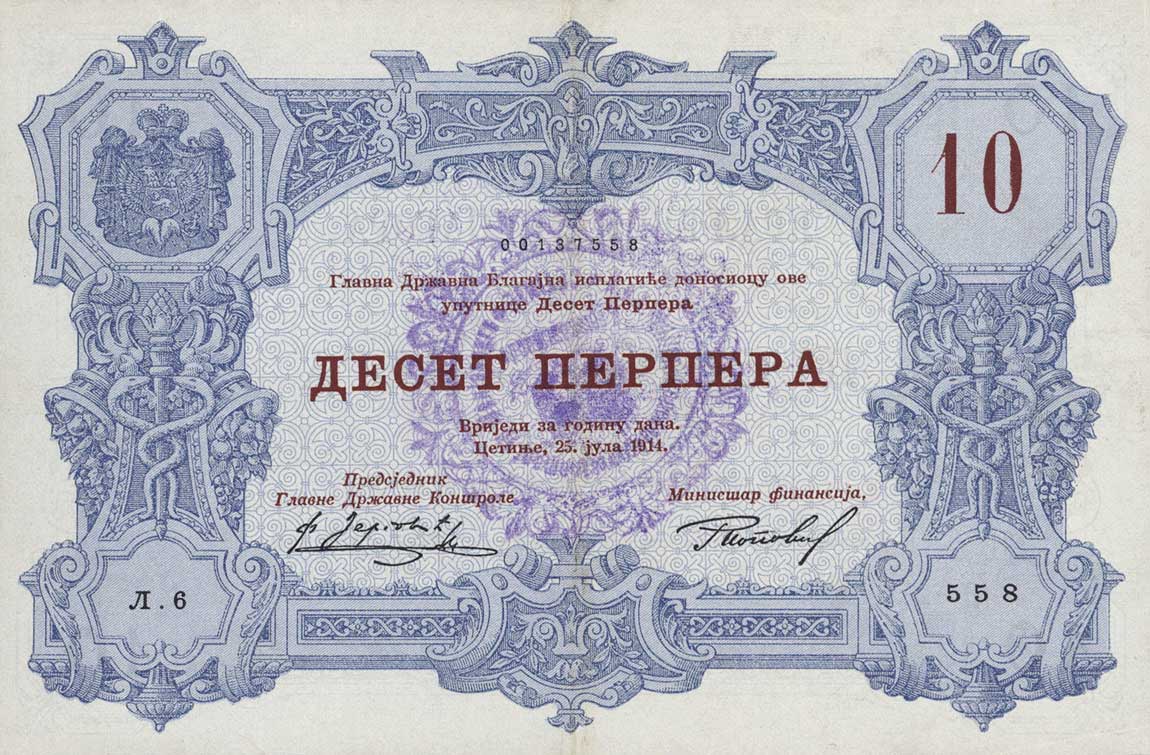 10
00137558
Главна Државна Благајна исплатиће доносиоцу ове
упутнице Десет Перпера
ДЕСЕТ ПЕРПЕРА
Вриједи за годину дана.
Цетиње, 25. јула 1914.
Предсједник
Главне Државне Контроле
Министар финансија,
Л.6
558